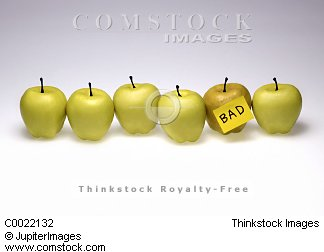 COMSTOCK
IMAGES
BAD
Thinkstock Royalty-Free
C0022132
Thinkstock Images
© JupiterImages
www.comstock.com